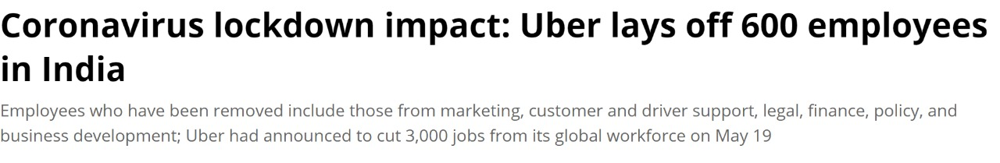 Coronavirus lockdown impact: Uber lays off 600 employees
in India
Employees who have been removed include those from marketing, customer and driver support, legal, finance, policy, and
business development; Uber had announced to cut 3,000 jobs from its global workforce on May 19